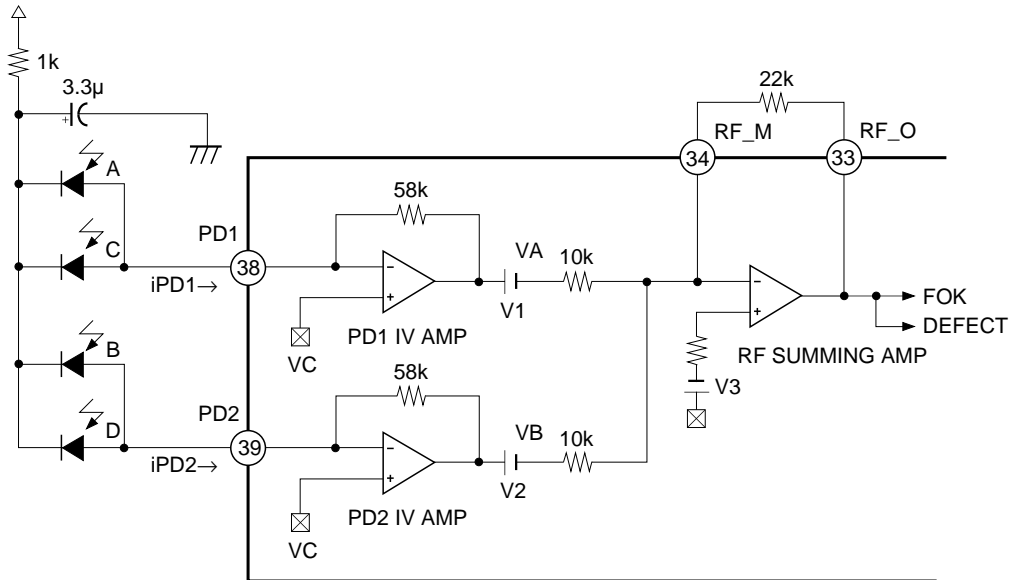 1k
3.3µ
+
22k
RF_M
RF_O
34
33
A
58k
PD1
C
VA
10k
38
iPD1→
V1
FOK
DEFECT
PD1 IV AMP
RF SUMMING AMP
VC
B
58k
V3
PD2
D
VB
10k
39
iPD2→
V2
PD2 IV AMP
VC